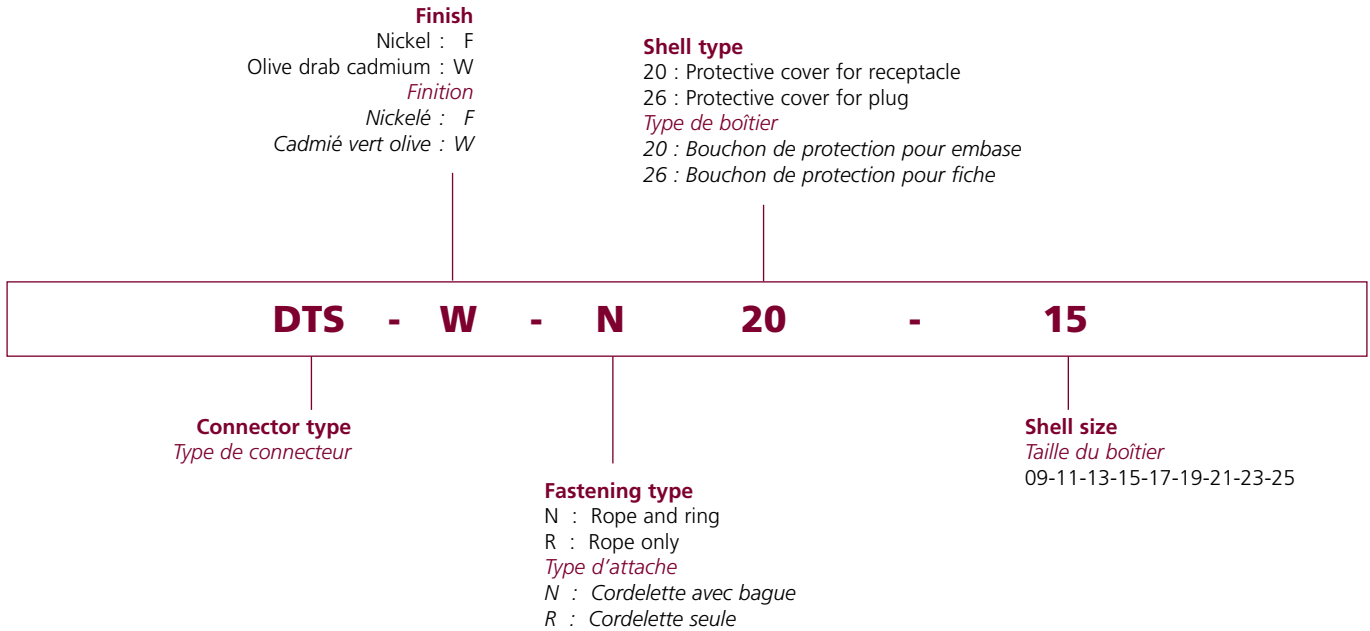 Finish
Nickel : F
Olive drab cadmium : W
Finition
Nickelé : F
Cadmié vert olive : W
Shell type
20 : Protective cover for receptacle
26 : Protective cover for plug
Type de boîtier
20 : Bouchon de protection pour embase
26 : Bouchon de protection pour fiche
DTS - W - N 20 - 15
Connector type
Type de connecteur
Fastening type
N : Rope and ring
R : Rope only
Type d'attache
N : Cordelette avec bague
R : Cordelette seule
Shell size
Taille du boîtier
09-11-13-15-17-19-21-23-25